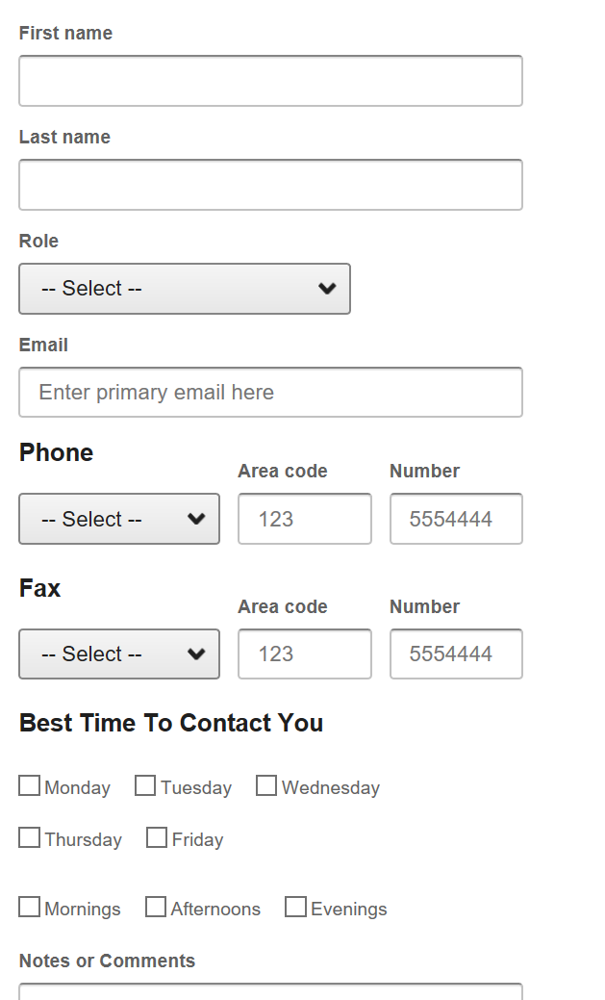 First name
Last name
Role
-- Select --
Email
Enter primary email here
Phone
Area code Number
-- Select -- 123 5554444
Fax
Area code Number
-- Select -- 123 5554444
Best Time To Contact You
Monday Tuesday Wednesday
Thursday Friday
Mornings Afternoons Evenings
Notes or Comments